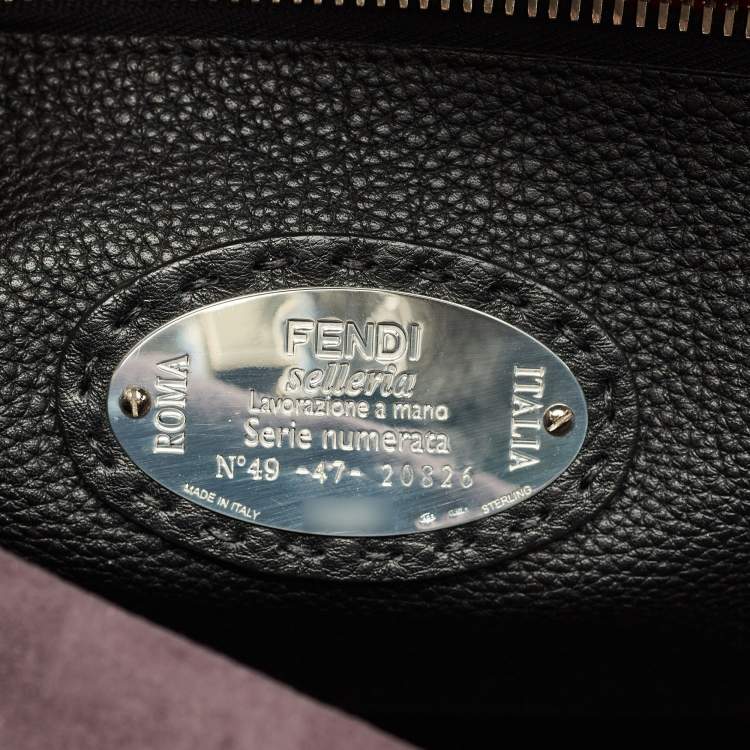 FENDI
selleria
Lavorazione a mano
Serie numerata
N°49 -47- 20826
ROMA
ITALIA
MADE IN ITALY
STERLING